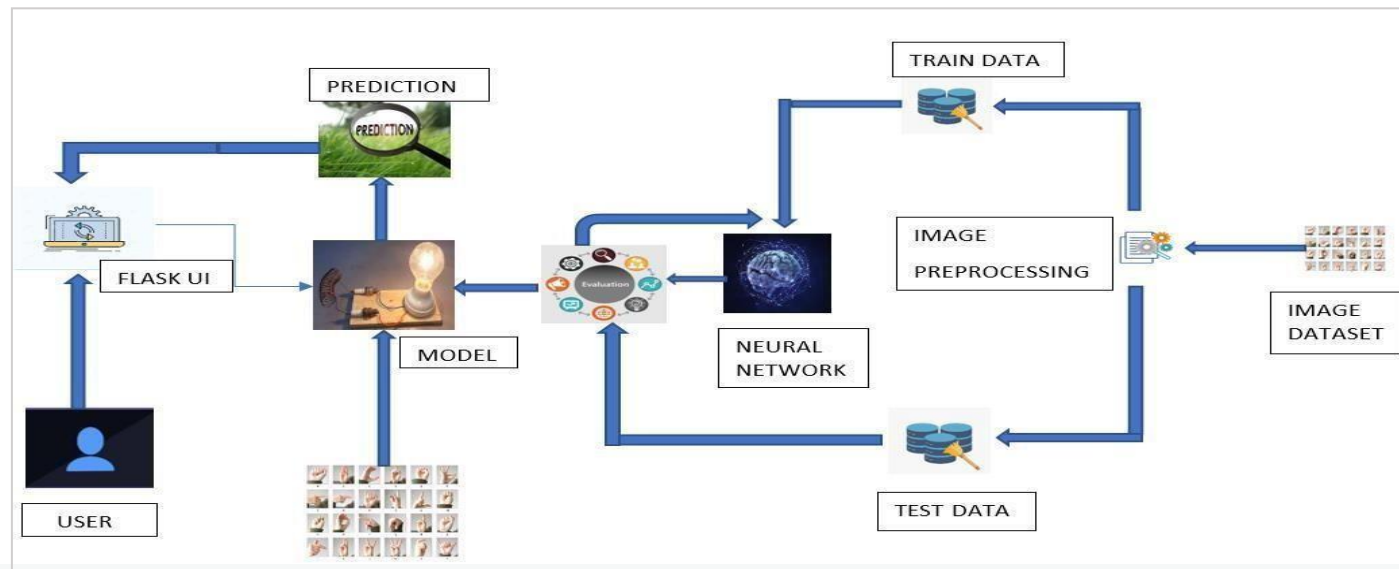 TRAIN DATA
PREDICTION
PREDICTION
IMAGE
PREPROCESSING
FLASK UI
Evaluation
IMAGE
DATASET
MODEL
NEURAL
NETWORK
TEST DATA
USER